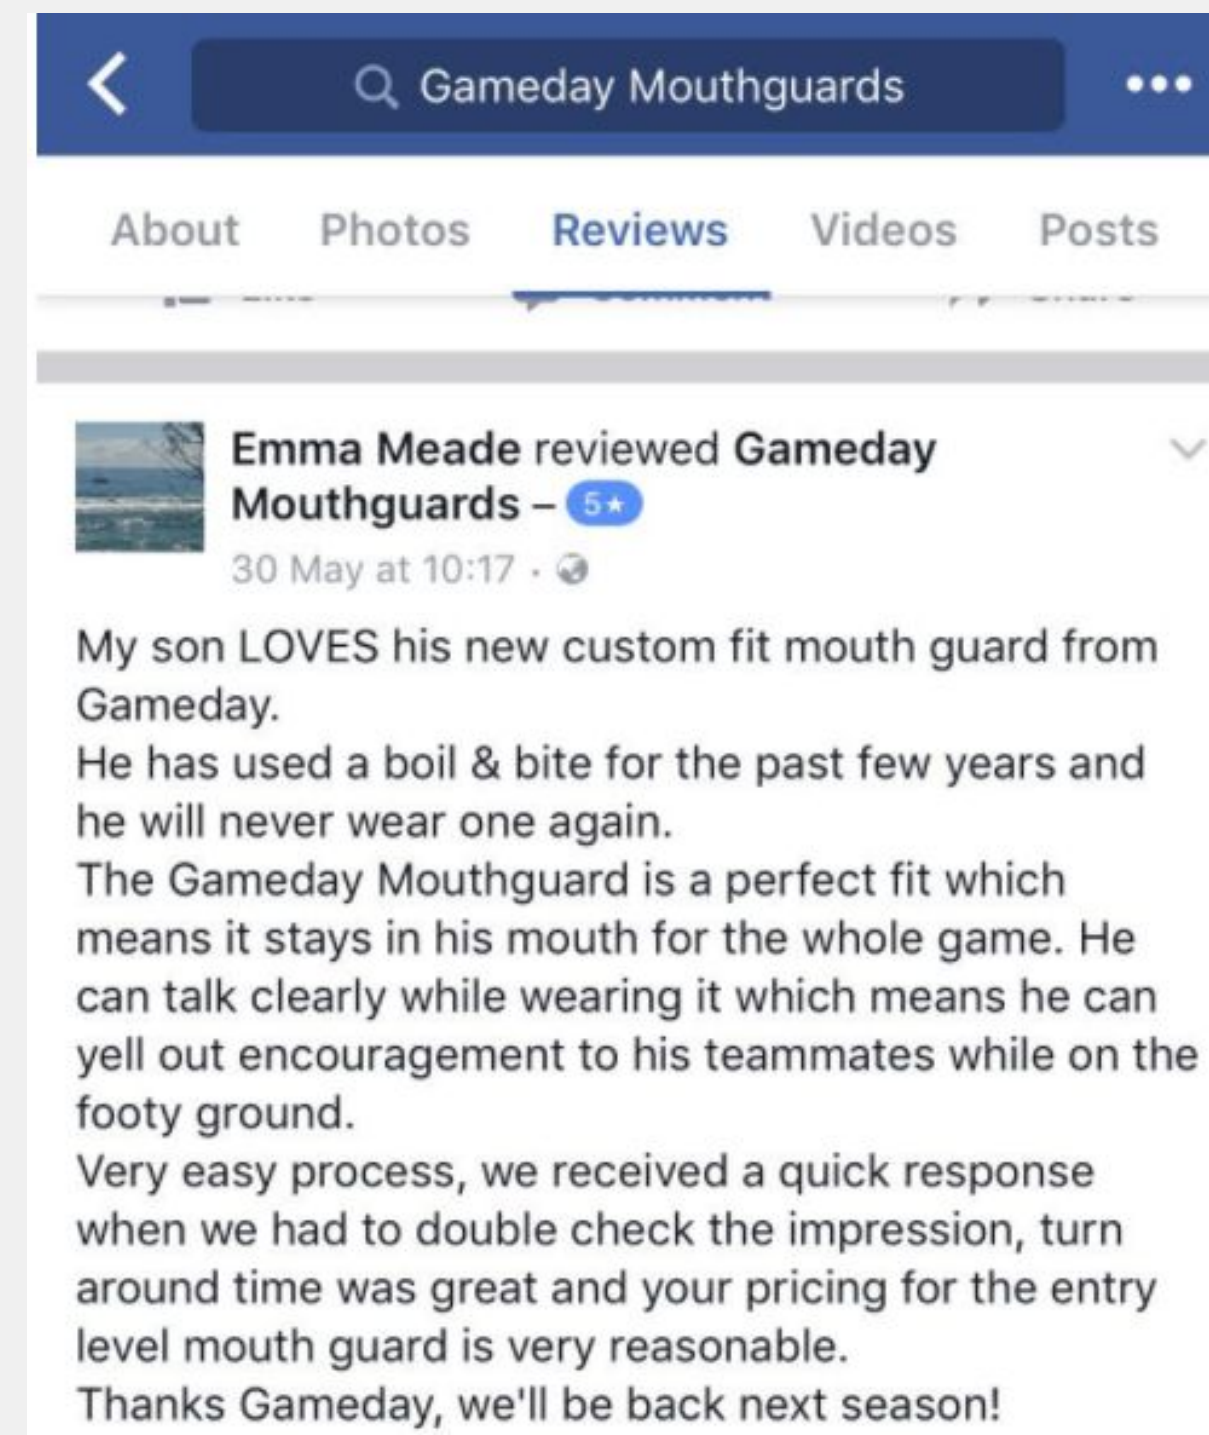 Gameday Mouthguards
About Photos Reviews Videos Posts
Emma Meade reviewed Gameday
Mouthguards – 5★
30 May at 10:17 ·
My son LOVES his new custom fit mouth guard from
Gameday.
He has used a boil & bite for the past few years and
he will never wear one again.
The Gameday Mouthguard is a perfect fit which
means it stays in his mouth for the whole game. He
can talk clearly while wearing it which means he can
yell out encouragement to his teammates while on the
footy ground.
Very easy process, we received a quick response
when we had to double check the impression, turn
around time was great and your pricing for the entry
level mouth guard is very reasonable.
Thanks Gameday, we'll be back next season!